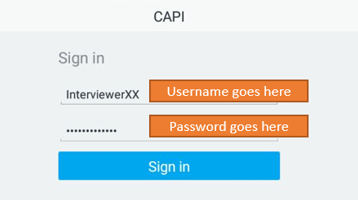 CAPI
Sign in
InterviewerXX Username goes here
••••••••••••• Password goes here
Sign in